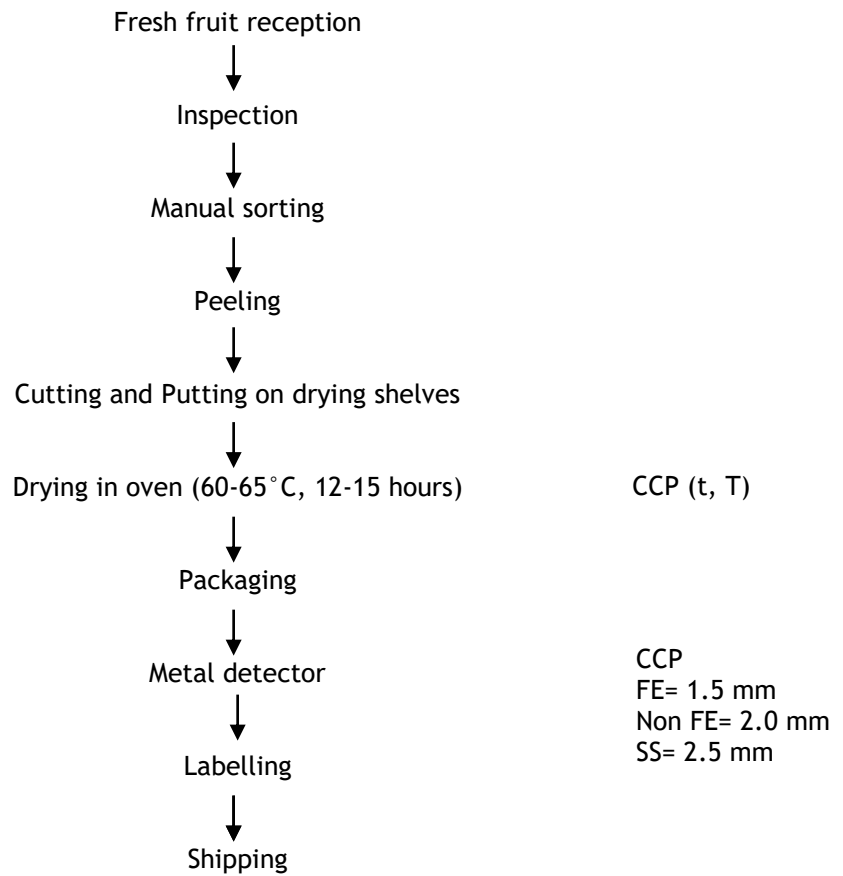 Fresh fruit reception
Inspection
Manual sorting
Peeling
Cutting and Putting on drying shelves
Drying in oven (60-65°C, 12-15 hours)
CCP (t, T)
Packaging
Metal detector
CCP
FE= 1.5 mm
Non FE= 2.0 mm
SS= 2.5 mm
Labelling
Shipping